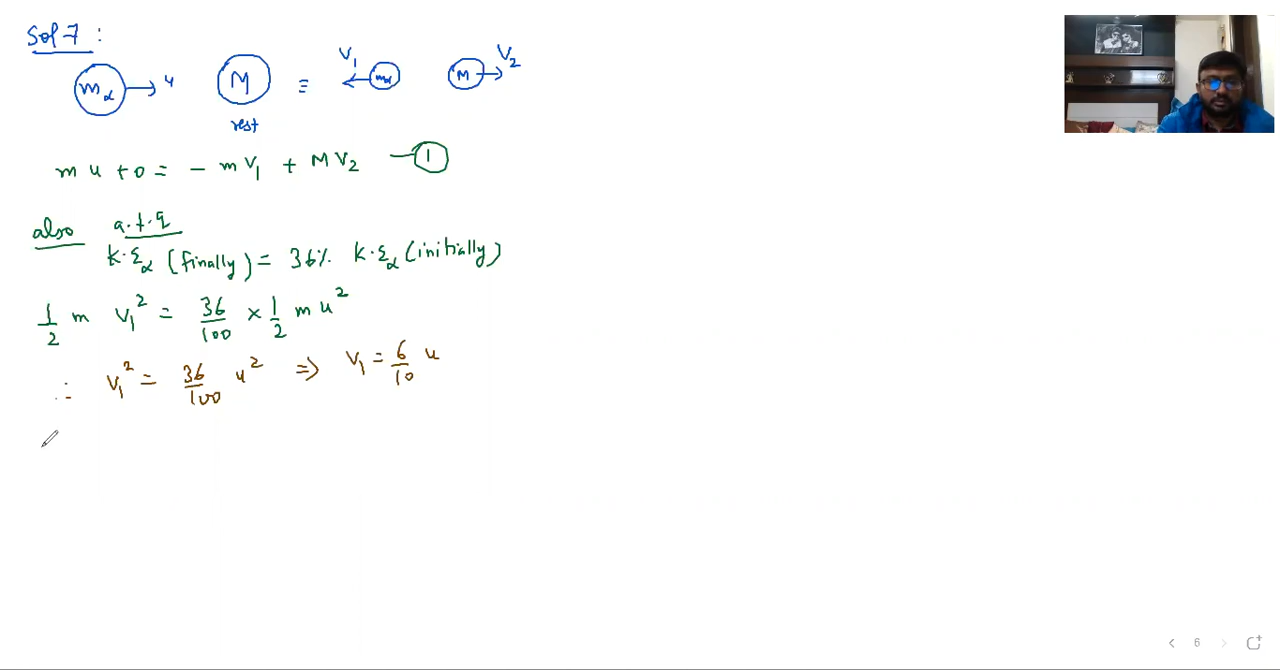 Sol 7 :
mα → u M ≡ V₁ ← mα M → V₂
rest
m u + 0 = - m V₁ + M V₂ — ①
also a.t.q
K.Eα (finally) = 36% K.Eα (initially)
1/2 m V₁² = 36/100 × 1/2 m u²
∴ V₁² = 36/100 u² ⇒ V₁ = 6/10 u
6